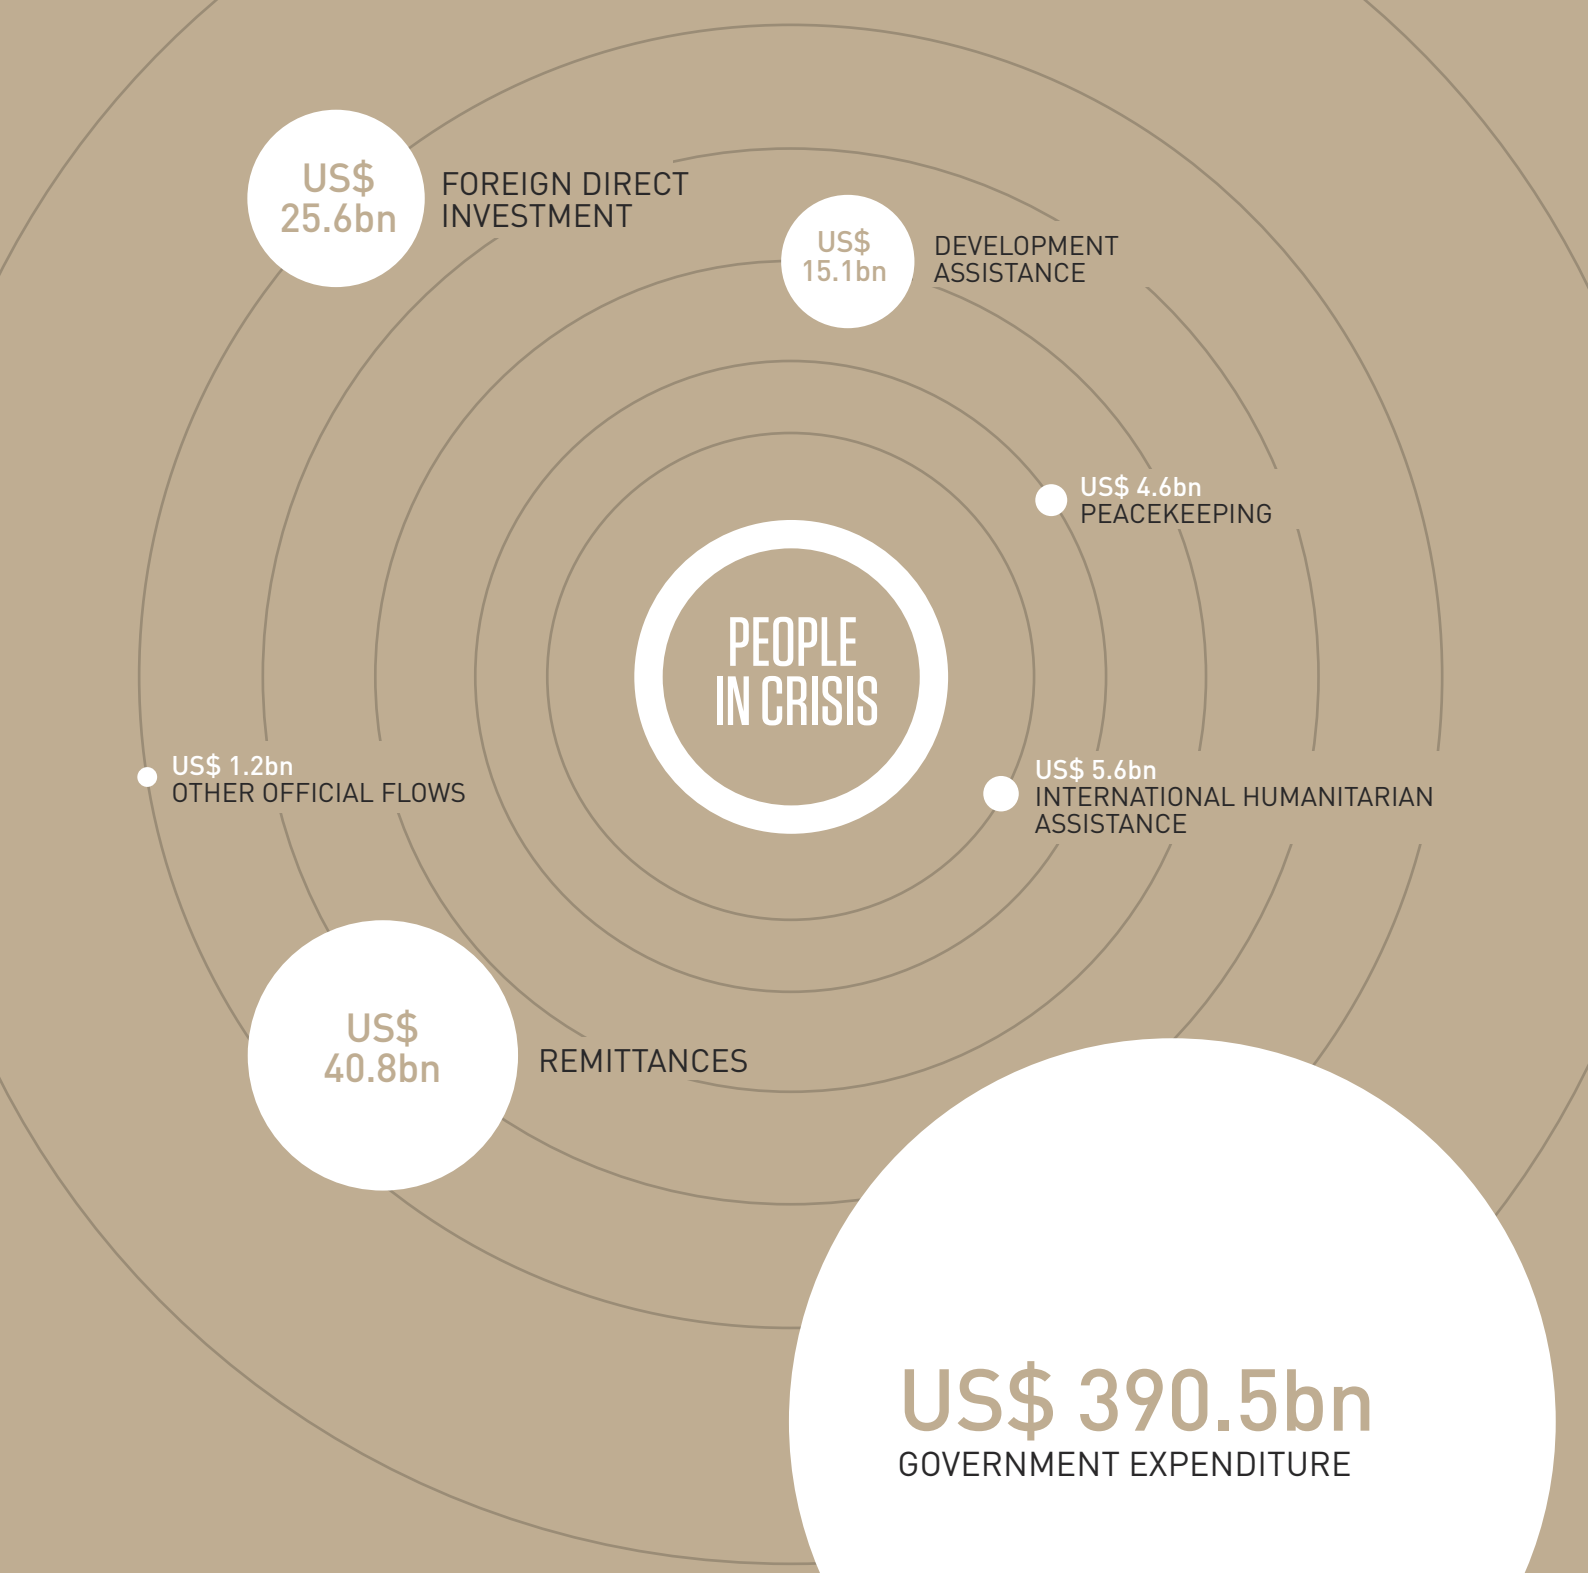 US$
25.6bn
FOREIGN DIRECT
INVESTMENT
US$
15.1bn
DEVELOPMENT
ASSISTANCE
US$ 4.6bn
PEACEKEEPING
PEOPLE
IN CRISIS
US$ 1.2bn
OTHER OFFICIAL FLOWS
US$ 5.6bn
INTERNATIONAL HUMANITARIAN
ASSISTANCE
US$
40.8bn
REMITTANCES
US$ 390.5bn
GOVERNMENT EXPENDITURE